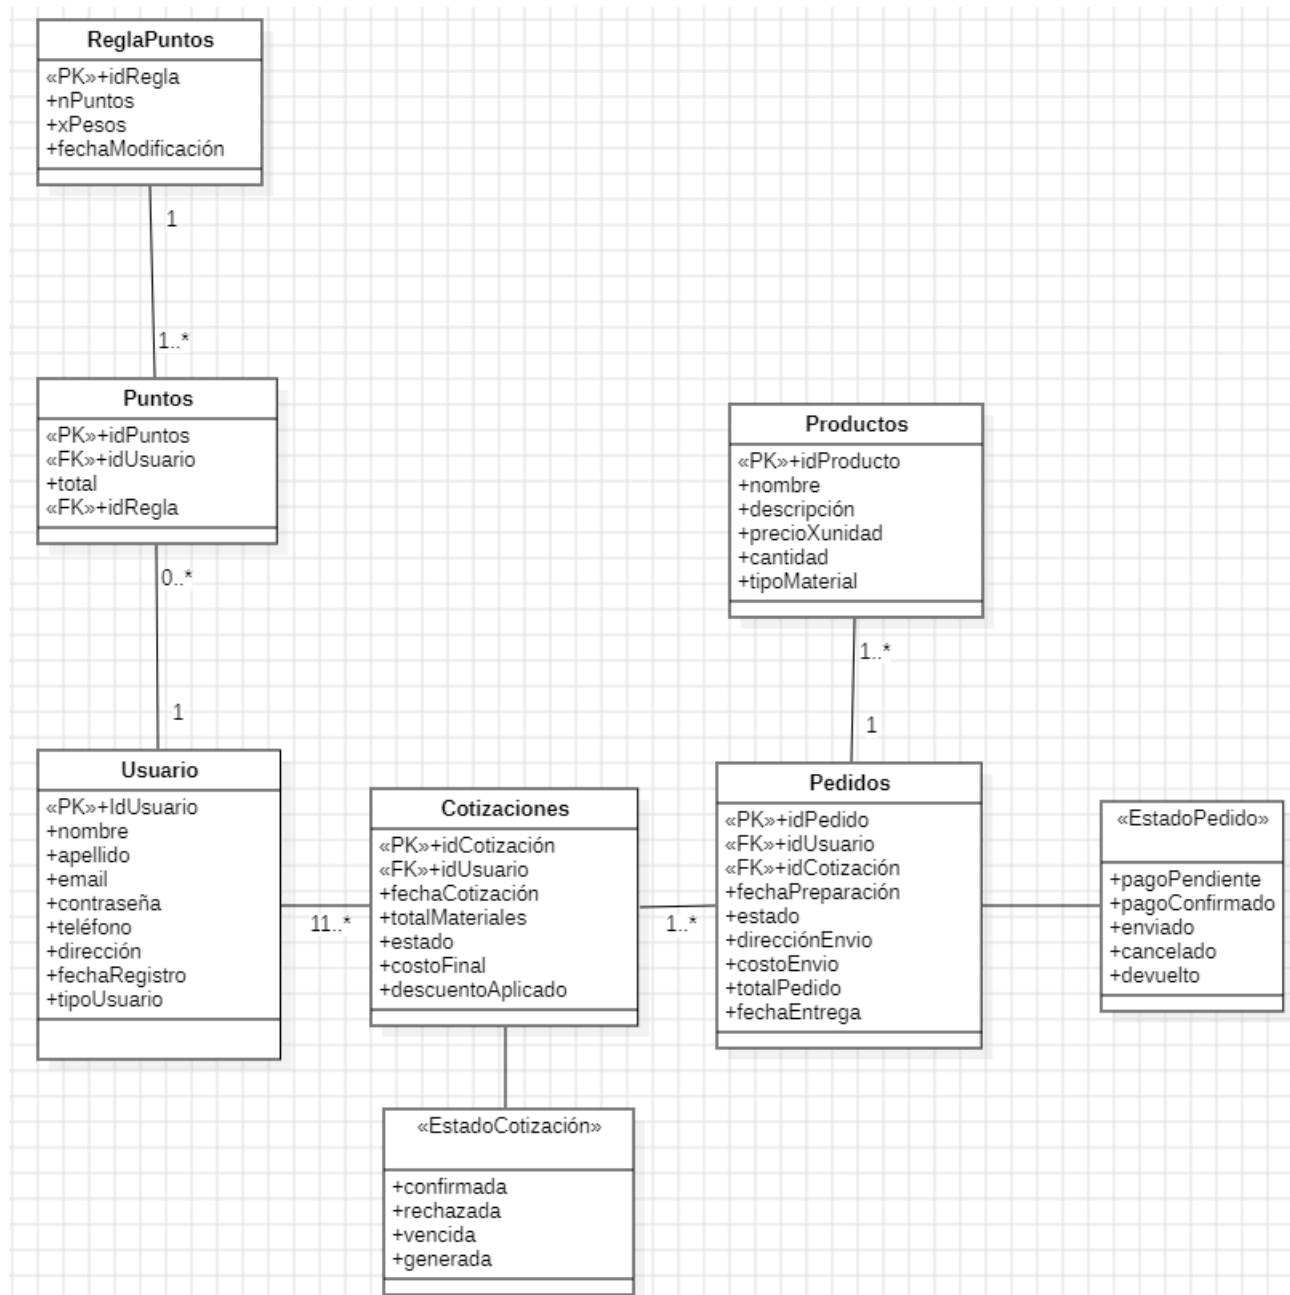 ReglaPuntos
«PK»+idRegla
+nPuntos
+xPesos
+fechaModificación
1
1..*
Puntos
«PK»+idPuntos
«FK»+idUsuario
+total
«FK»+idRegla
0..*
1
Productos
«PK»+idProducto
+nombre
+descripción
+precioXunidad
+cantidad
+tipoMaterial
1..*
1
Usuario
«PK»+IdUsuario
+nombre
+apellido
+email
+contraseña
+teléfono
+dirección
+fechaRegistro
+tipoUsuario
11..*
Cotizaciones
«PK»+idCotización
«FK»+idUsuario
+fechaCotización
+totalMateriales
+estado
+costoFinal
+descuentoAplicado
1..*
Pedidos
«PK»+idPedido
«FK»+idUsuario
«FK»+idCotización
+fechaPreparación
+estado
+direcciónEnvio
+costoEnvio
+totalPedido
+fechaEntrega
«EstadoPedido»
+pagoPendiente
+pagoConfirmado
+enviado
+cancelado
+devuelto
«EstadoCotización»
+confirmada
+rechazada
+vencida
+generada